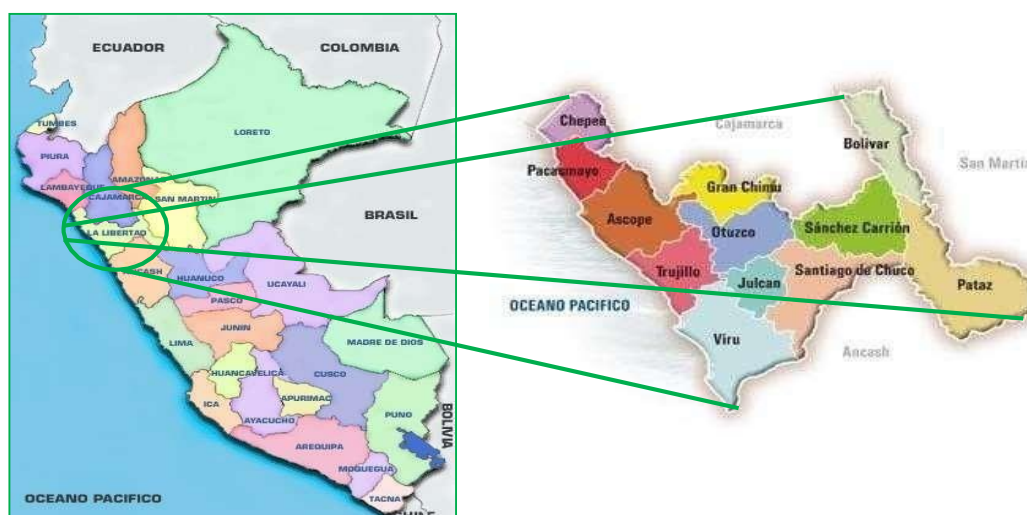 ECUADOR
COLOMBIA
TUMBES
LORETO
PIURA
AMAZONAS
LAMBAYEQUE
CAJAMARCA
SAN MARTIN
BRASIL
LA LIBERTAD
ANCASH
HUANUCO
UCAYALI
PASCO
JUNIN
LIMA
MADRE DE DIOS
HUANCAVELICA
CUSCO
ICA
APURIMAC
AYACUCHO
PUNO
BOLIVIA
AREQUIPA
MOQUEGUA
TACNA
OCEANO PACIFICO
CHILE
Chepen
Cajamarca
Bolivar
San Martin
Pacasmayo
Gran Chimu
Ascope
Otuzco
Sánchez Carrión
Trujillo
Julcan
Santiago de Chuco
Pataz
OCEANO PACIFICO
Viru
Ancash